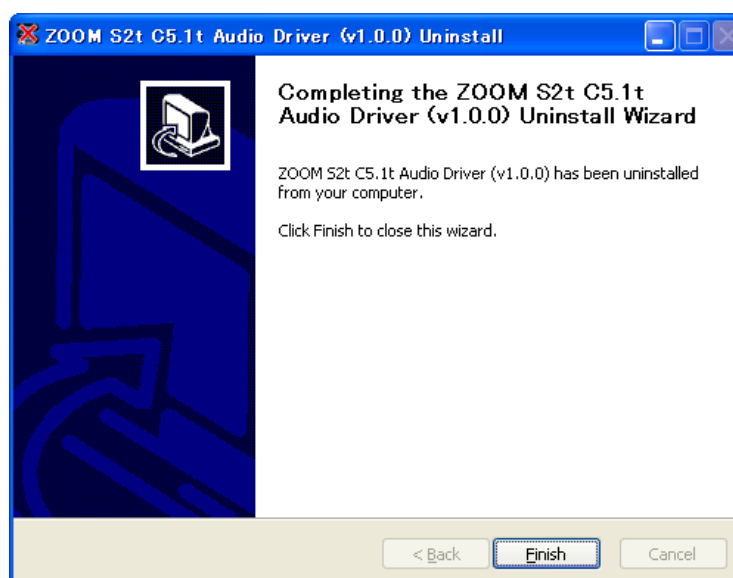 ZOOM S2t C5.1t Audio Driver (v1.0.0) Uninstall
Completing the ZOOM S2t C5.1t
Audio Driver (v1.0.0) Uninstall Wizard
ZOOM S2t C5.1t Audio Driver (v1.0.0) has been uninstalled
from your computer.
Click Finish to close this wizard.
< Back
Finish
Cancel